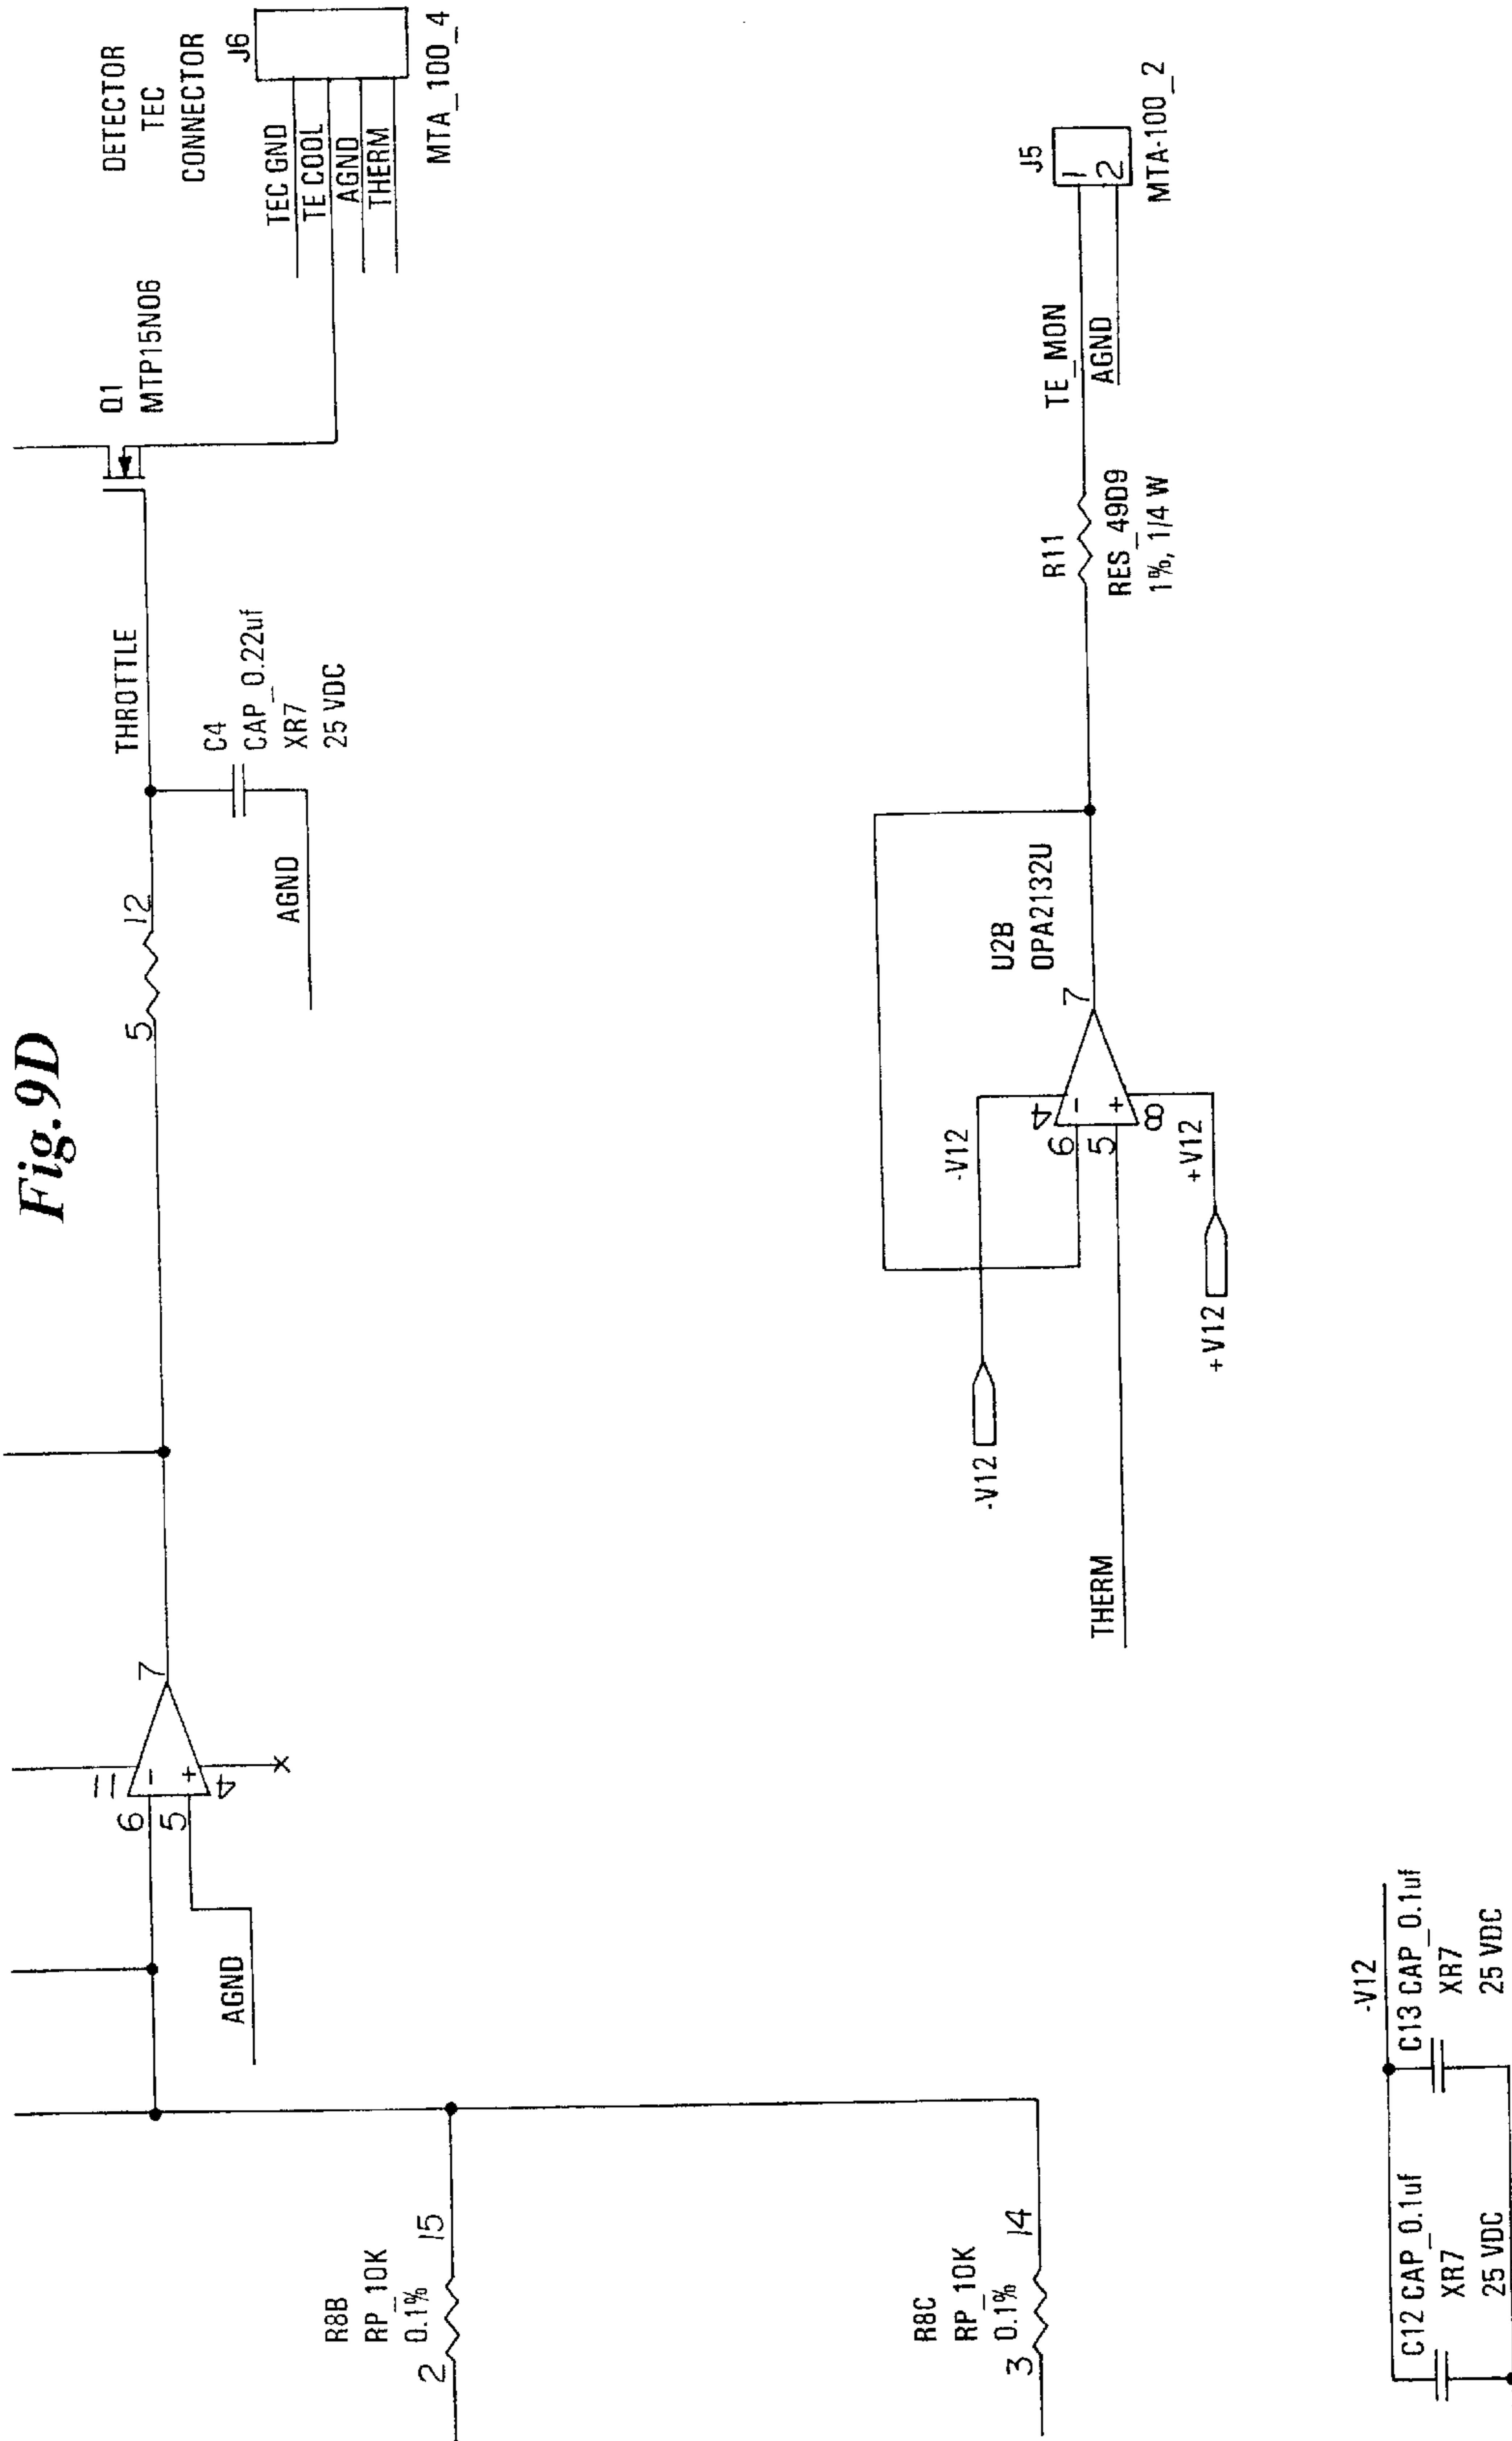 Fig.9D
DETECTOR
TEC
CONNECTOR
J6
TEC GND
TE COOL
AGND
THERM
MTA_100_4
Q1
MTP15N06
THROTTLE
C4
CAP_0.22uf
XR7
25 VDC
AGND
5
12
7
11
6
5
4
-
+
AGND
R8B
RP_10K
0.1%
2
15
R8C
RP_10K
0.1%
3
14
J5
1
2
MTA-100_2
TE_MON
AGND
R11
RES_49D9
1%, 1/4 W
U2B
OPA2132U
7
4
6
5
8
-
+
-V12
-V12
+V12
+V12
THERM
-V12
C12 CAP_0.1uf
XR7
25 VDC
C13 CAP_0.1uf
XR7
25 VDC